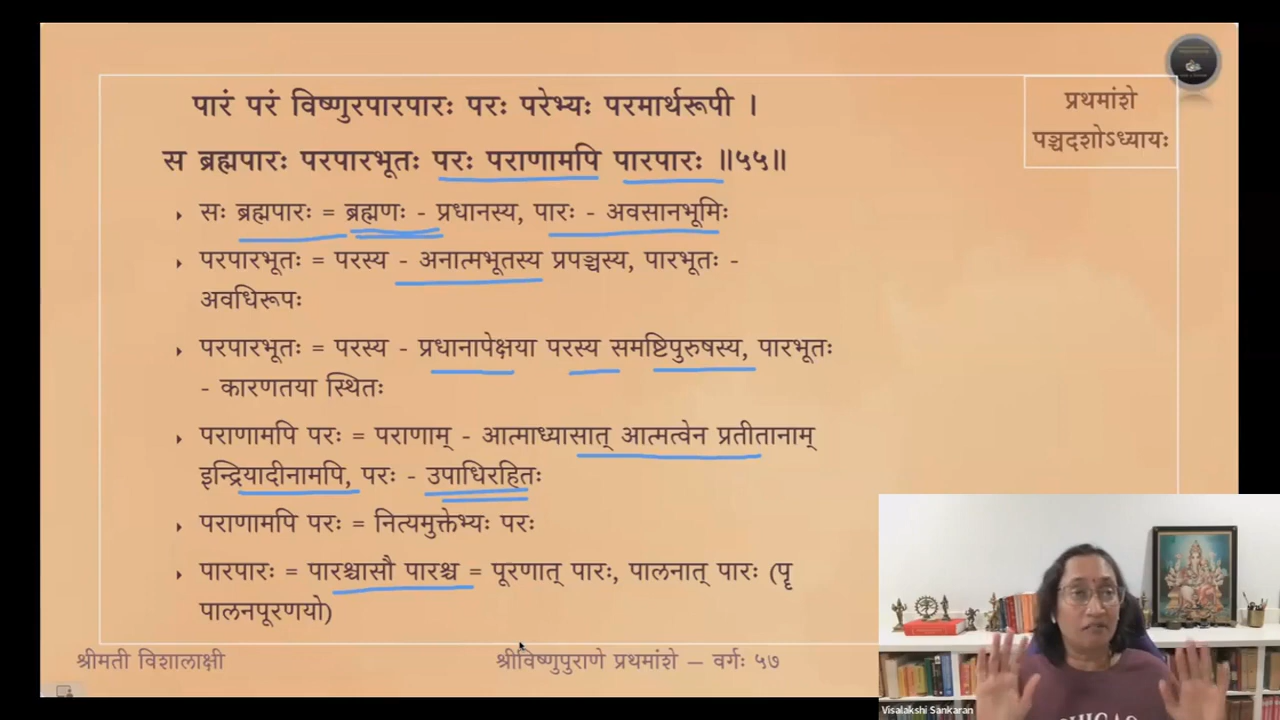 पारं परं विष्णुरपारपारः परः परेभ्यः परमार्थरूपी ।
स ब्रह्मपारः परपारभूतः परः पराणामपि पारपारः ॥५५॥
प्रथमांशे
पञ्चदशोऽध्यायः
सः ब्रह्मपारः = ब्रह्मणः - प्रधानस्य, पारः - अवसानभूमिः
परपारभूतः = परस्य - अनात्मभूतस्य प्रपञ्चस्य, पारभूतः -
अवधिरूपः
परपारभूतः = परस्य - प्रधानापेक्षया परस्य समष्टिपुरुषस्य, पारभूतः
- कारणतया स्थितः
पराणामपि परः = पराणाम् - आत्माध्यासात् आत्मत्वेन प्रतीतानाम्
इन्द्रियादीनामपि, परः - उपाधिरहितः
पराणामपि परः = नित्यमुक्तेभ्यः परः
पारपारः = पारश्चासौ पारश्च = पूरणात् पारः, पालनात् पारः (पॄ
पालनपूरणयो)
श्रीमती विशालाक्षी
श्रीविष्णुपुराणे प्रथमांशे – वर्गः ५७
Visalakshi Sankaran